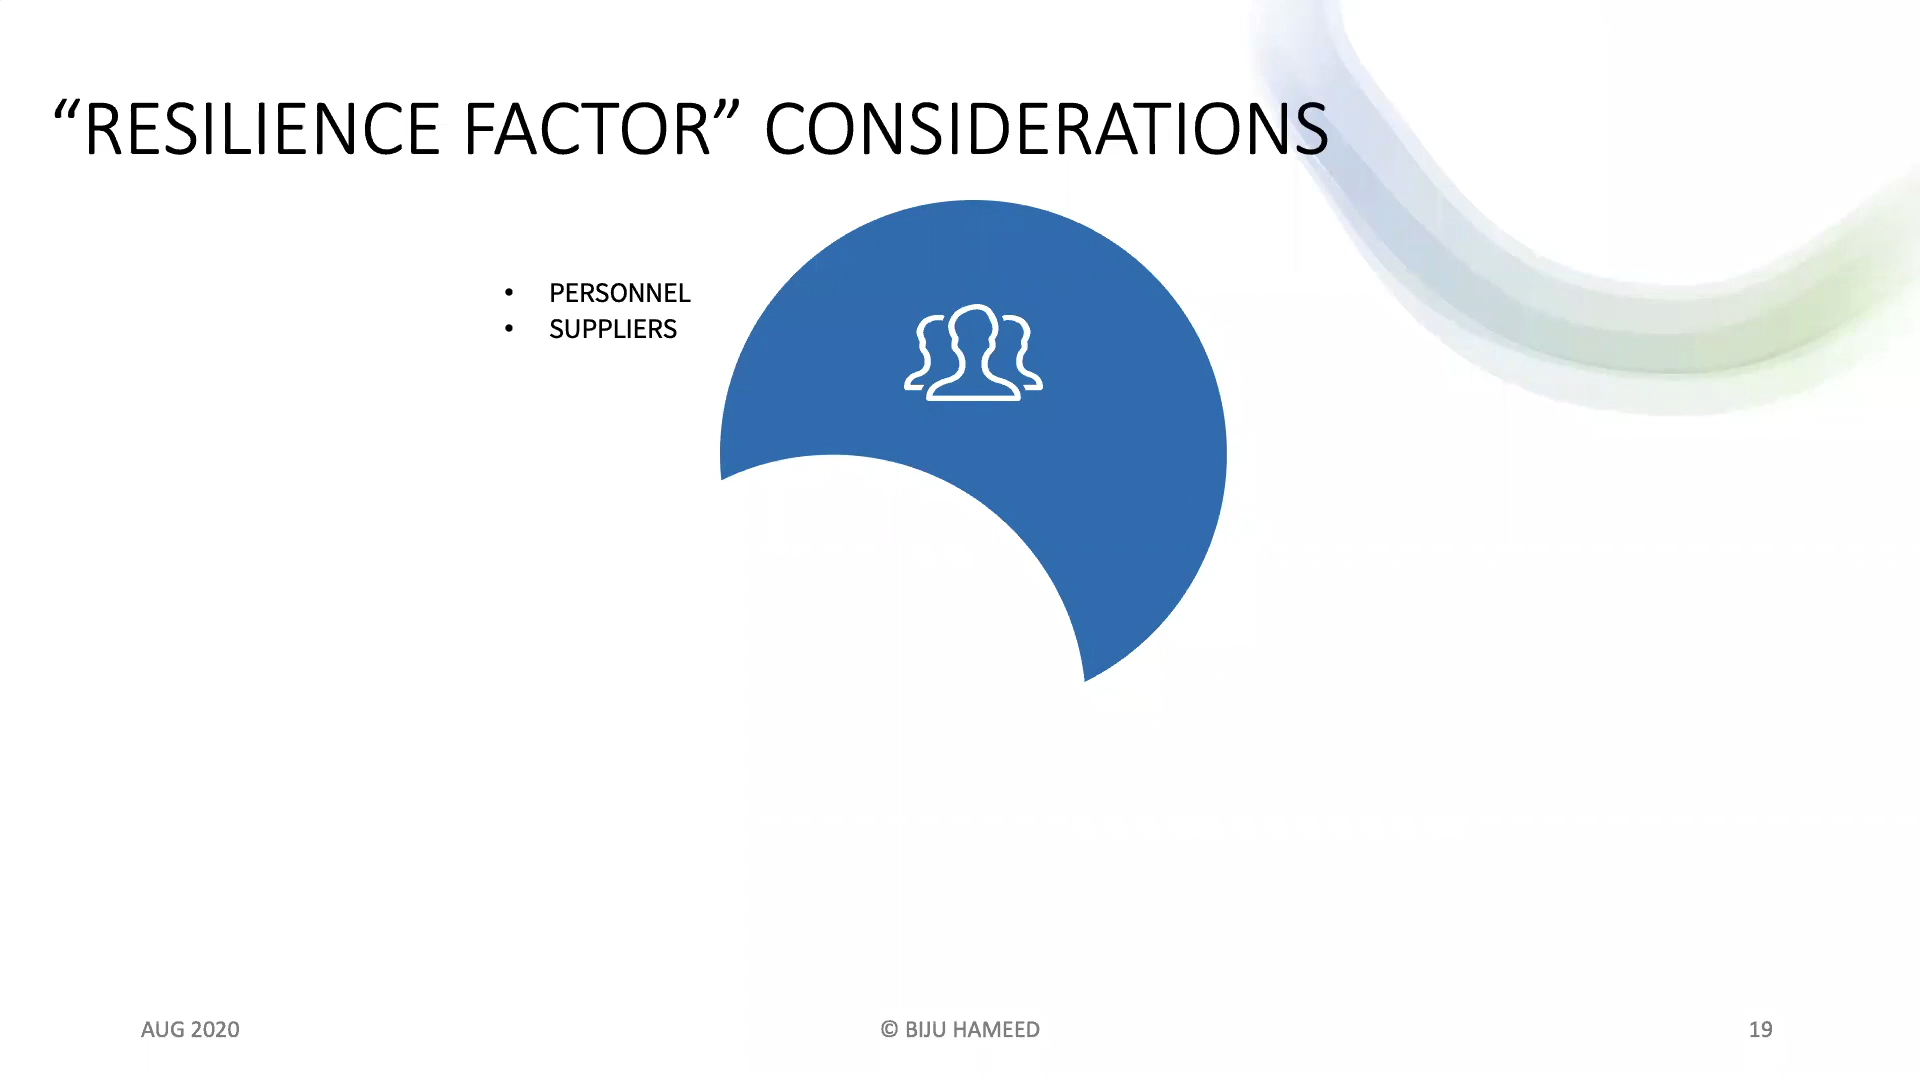 “RESILIENCE FACTOR” CONSIDERATIONS
• PERSONNEL
• SUPPLIERS
AUG 2020
© BIJU HAMEED
19